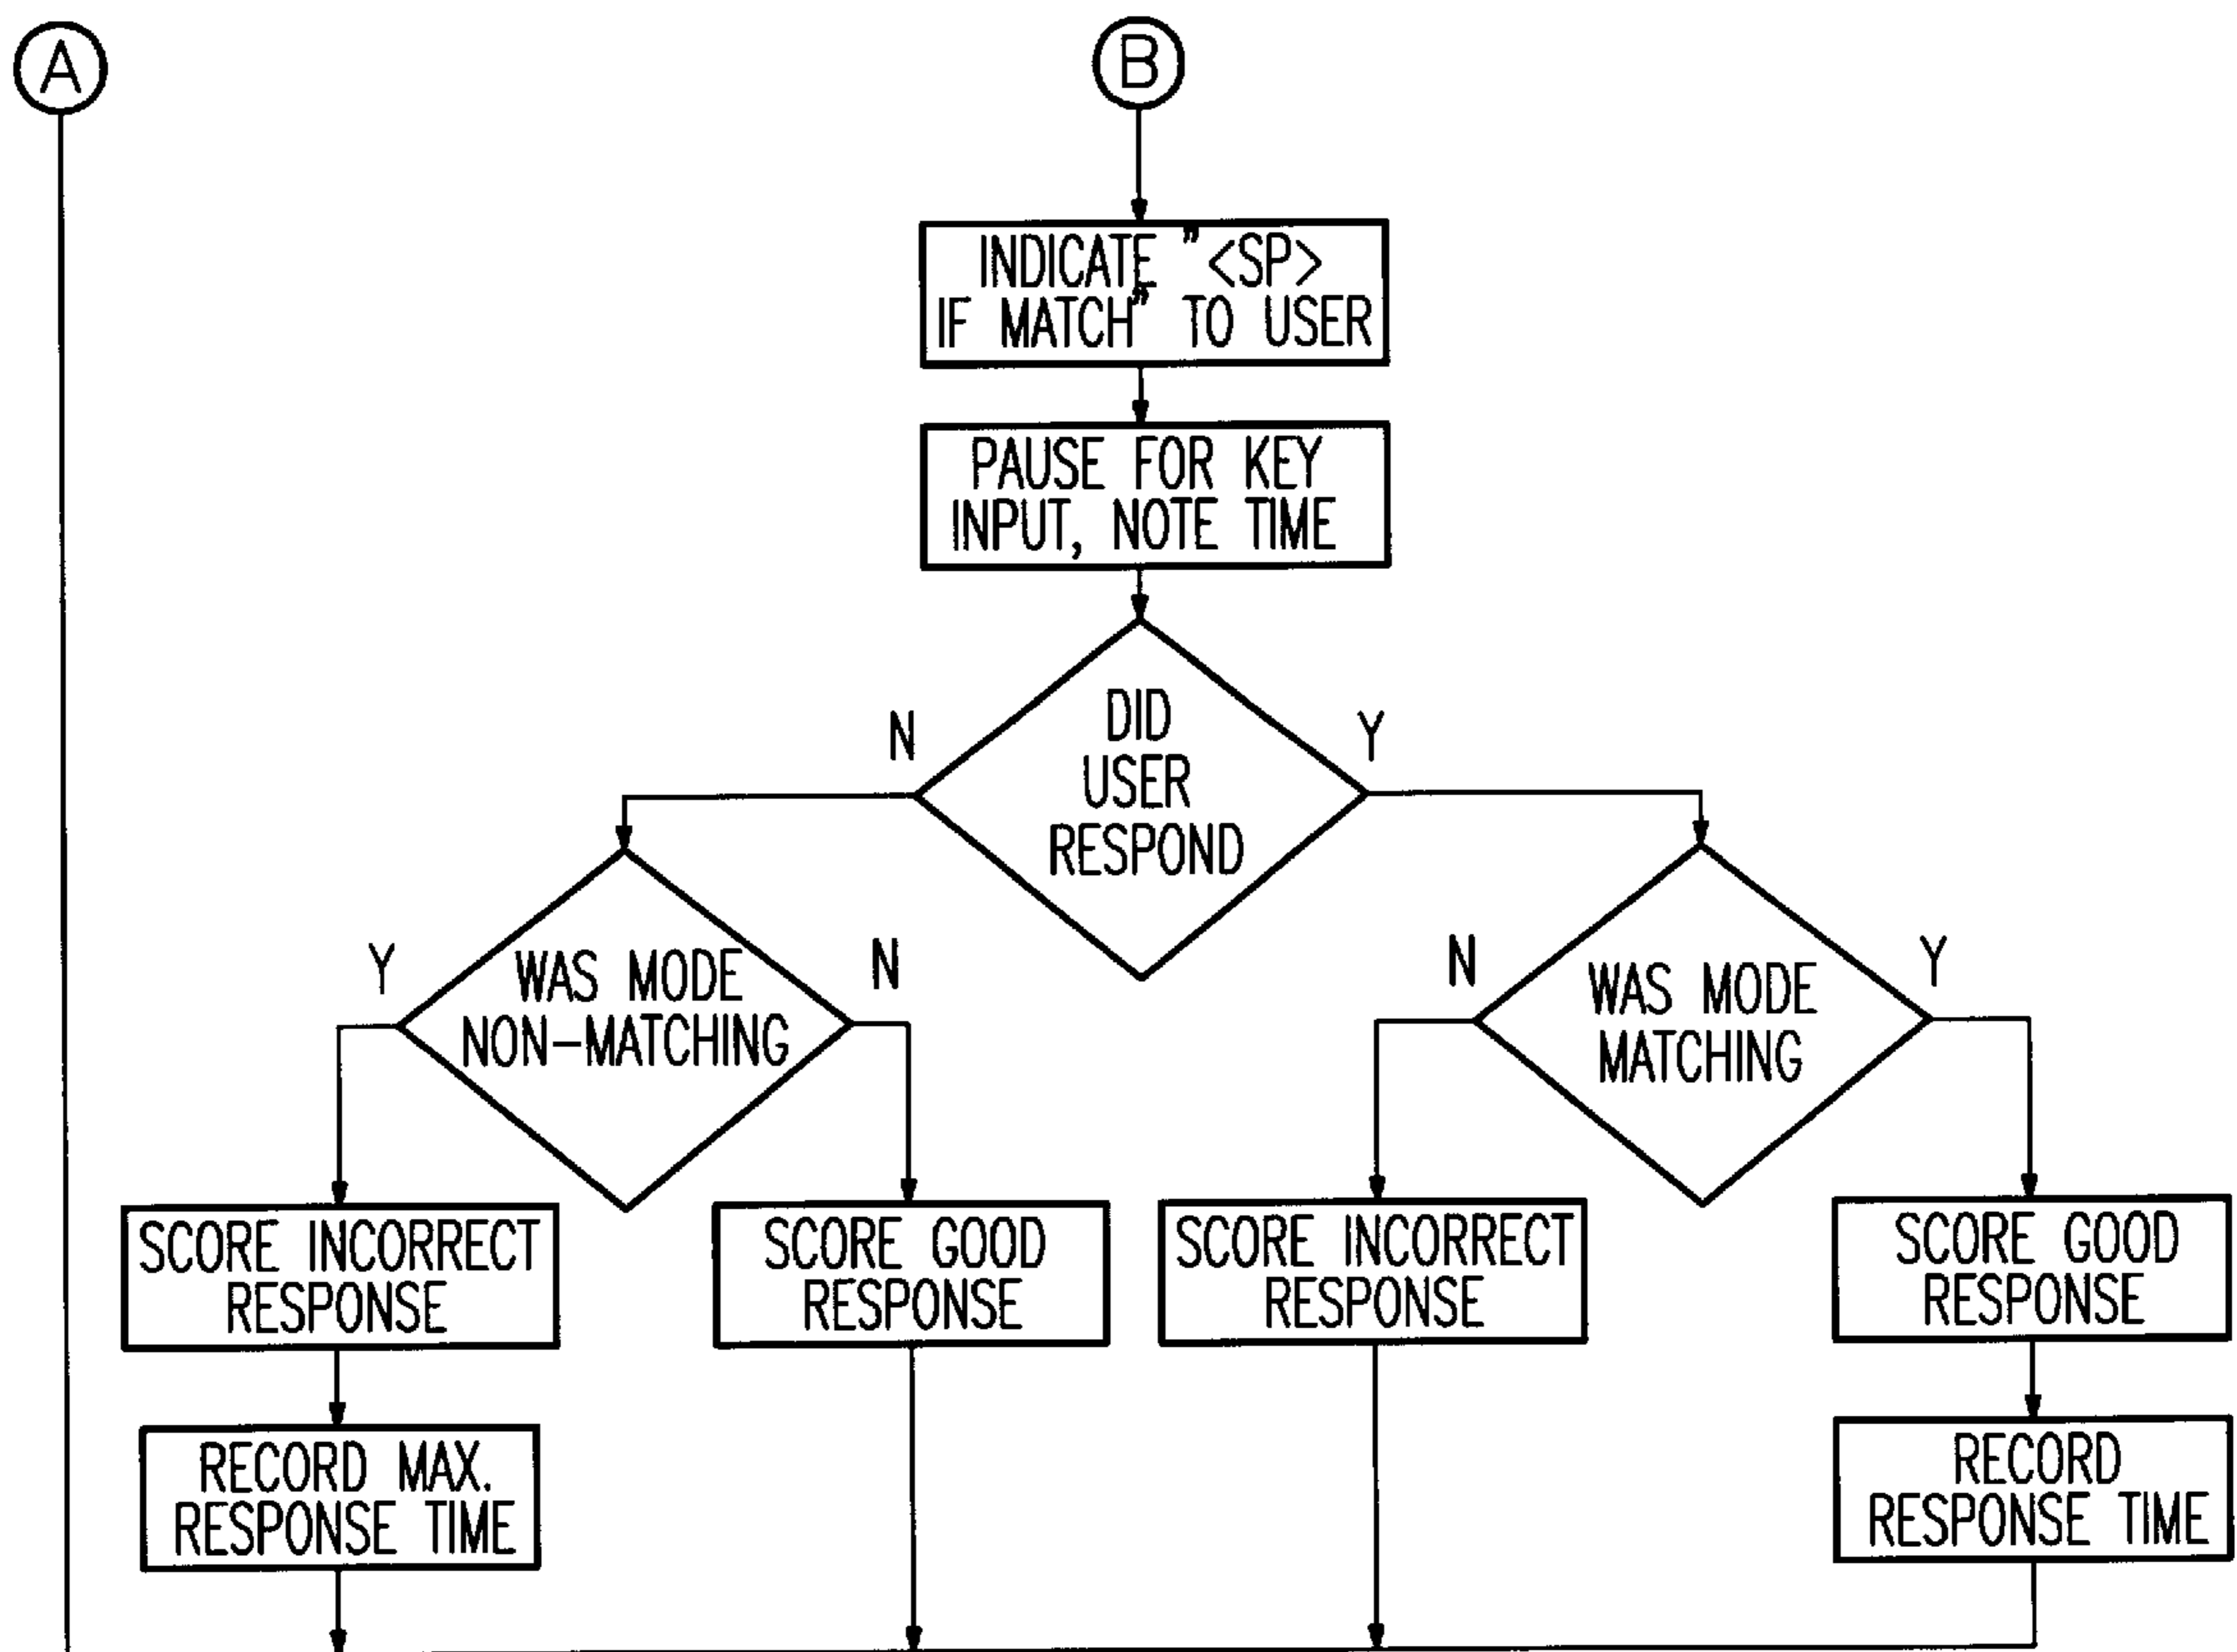 A
B
INDICATE "<SP>
IF MATCH" TO USER
PAUSE FOR KEY
INPUT, NOTE TIME
DID
USER
RESPOND
N
Y
WAS MODE
NON-MATCHING
Y
N
WAS MODE
MATCHING
N
Y
SCORE INCORRECT
RESPONSE
SCORE GOOD
RESPONSE
SCORE INCORRECT
RESPONSE
SCORE GOOD
RESPONSE
RECORD MAX.
RESPONSE TIME
RECORD
RESPONSE TIME